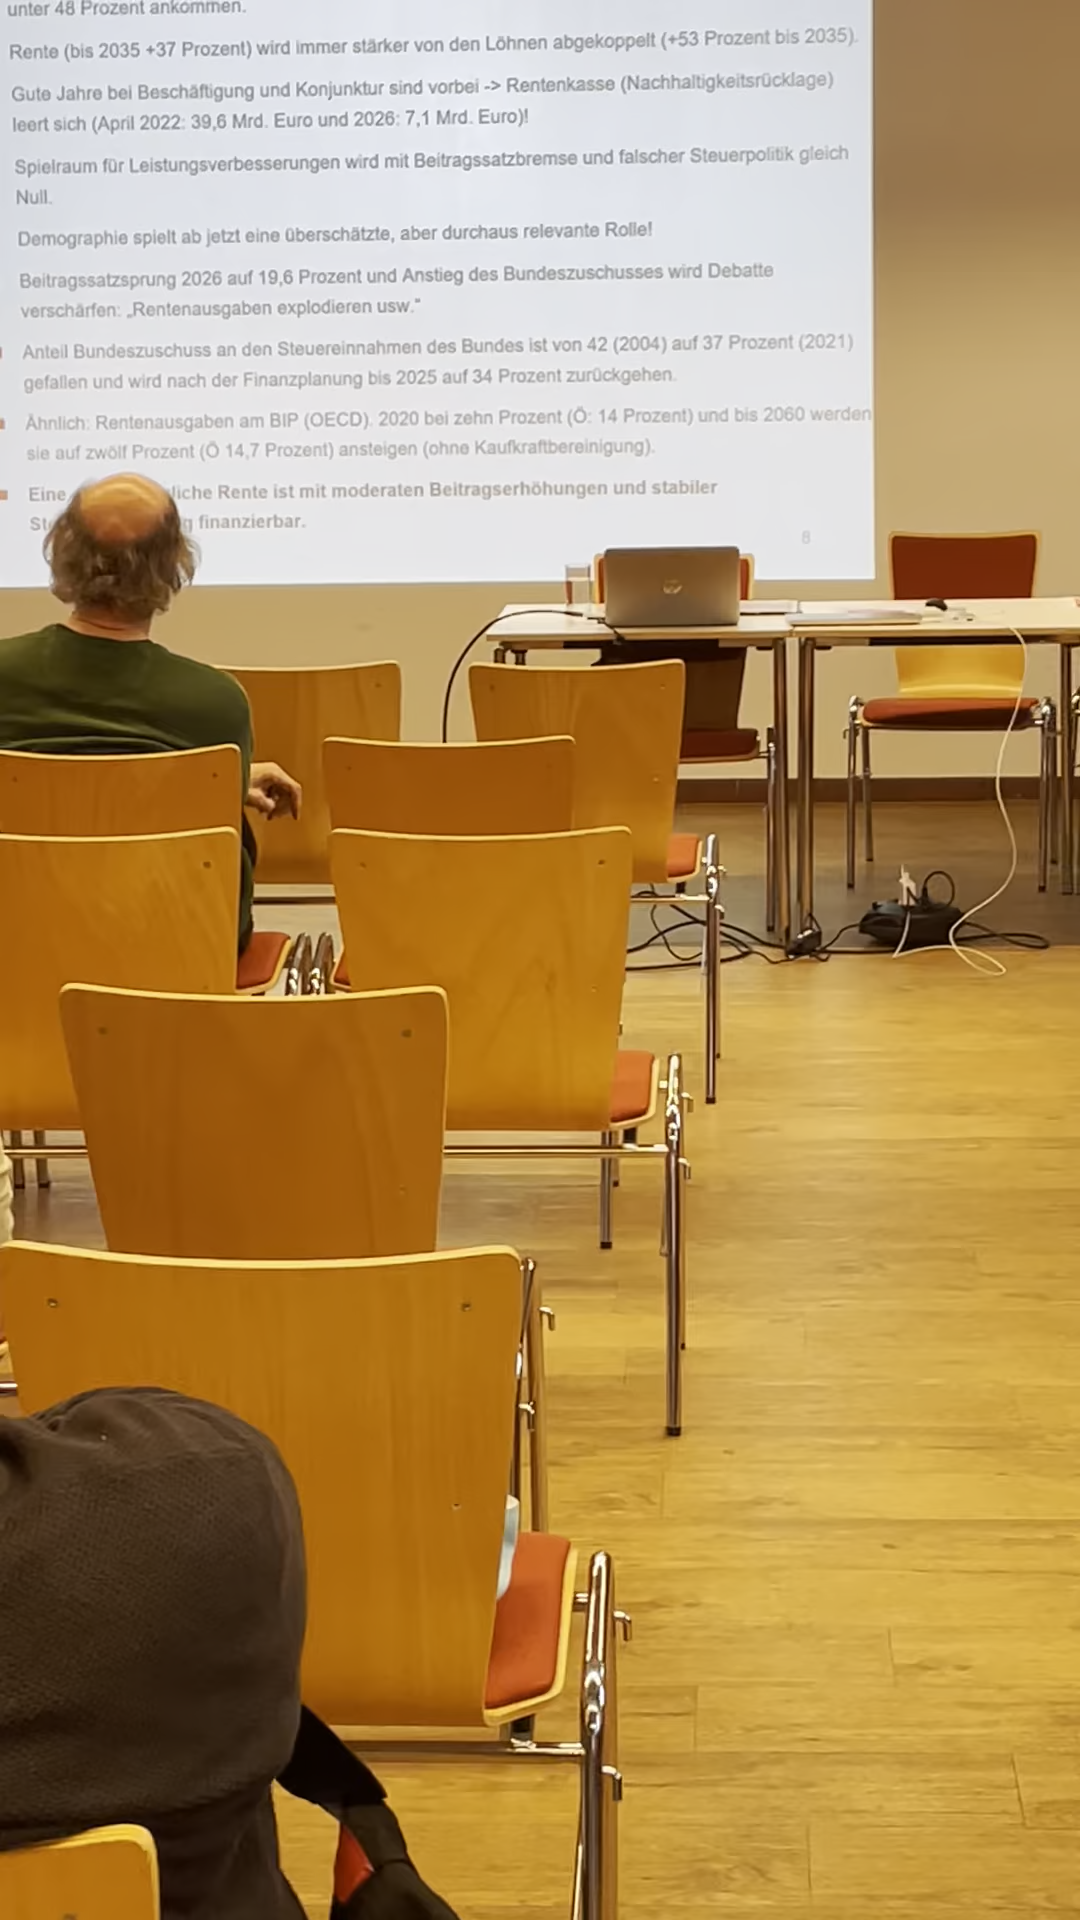 unter 48 Prozent ankommen.
Rente (bis 2035 +37 Prozent) wird immer stärker von den Löhnen abgekoppelt (+53 Prozent bis 2035).
Gute Jahre bei Beschäftigung und Konjunktur sind vorbei -> Rentenkasse (Nachhaltigkeitsrücklage)
leert sich (April 2022: 39,6 Mrd. Euro und 2026: 7,1 Mrd. Euro)!
Spielraum für Leistungsverbesserungen wird mit Beitragssatzbremse und falscher Steuerpolitik gleich
Null.
Demographie spielt ab jetzt eine überschätzte, aber durchaus relevante Rolle!
Beitragssatzsprung 2026 auf 19,6 Prozent und Anstieg des Bundeszuschusses wird Debatte
verschärfen: „Rentenausgaben explodieren usw.“
Anteil Bundeszuschuss an den Steuereinnahmen des Bundes ist von 42 (2004) auf 37 Prozent (2021)
gefallen und wird nach der Finanzplanung bis 2025 auf 34 Prozent zurückgehen.
Ähnlich: Rentenausgaben am BIP (OECD). 2020 bei zehn Prozent (Ö: 14 Prozent) und bis 2060 werden
sie auf zwölf Prozent (Ö 14,7 Prozent) ansteigen (ohne Kaufkraftbereinigung).
Eine liche Rente ist mit moderaten Beitragserhöhungen und stabiler
St g finanzierbar.
8
hp